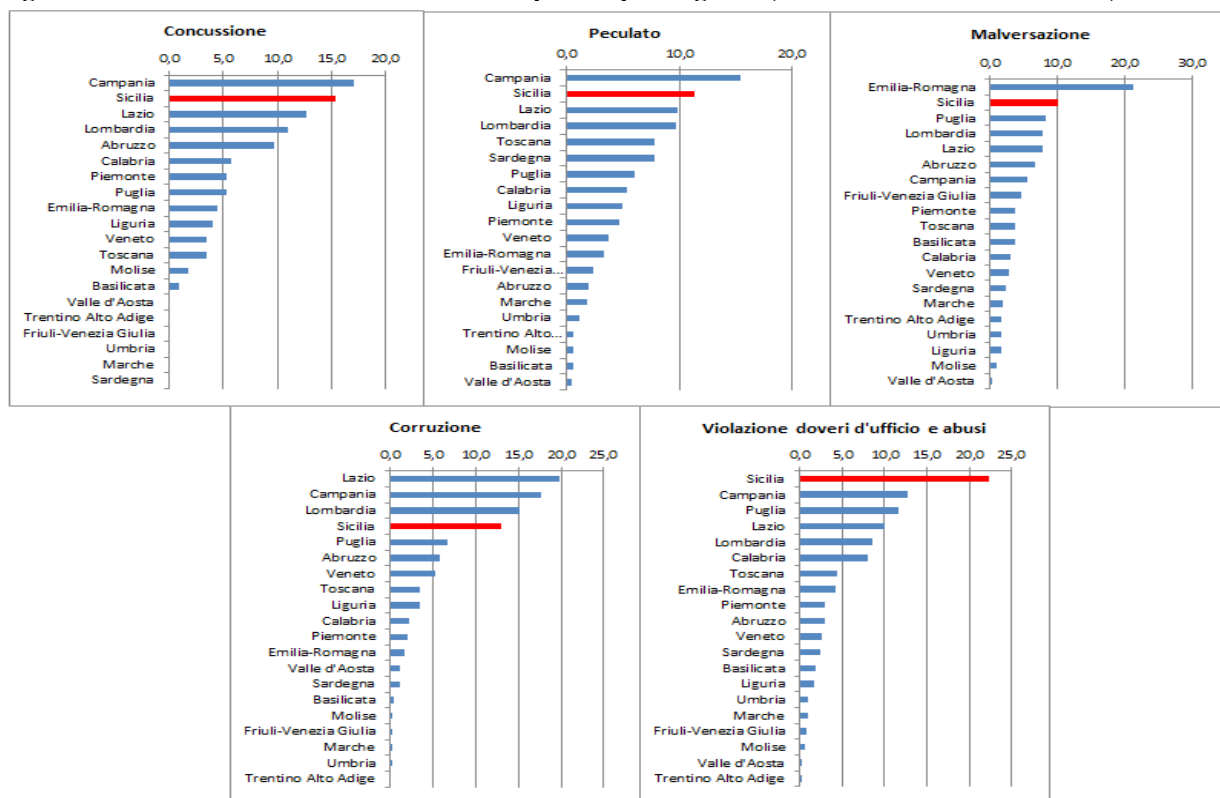 Concussione
0,0 5,0 10,0 15,0 20,0
Campania
Sicilia
Lazio
Lombardia
Abruzzo
Calabria
Piemonte
Puglia
Emilia-Romagna
Liguria
Veneto
Toscana
Molise
Basilicata
Valle d'Aosta
Trentino Alto Adige
Friuli-Venezia Giulia
Umbria
Marche
Sardegna
Peculato
0,0 10,0 20,0
Campania
Sicilia
Lazio
Lombardia
Toscana
Sardegna
Puglia
Calabria
Liguria
Piemonte
Veneto
Emilia-Romagna
Friuli-Venezia...
Abruzzo
Marche
Umbria
Trentino Alto...
Molise
Basilicata
Valle d'Aosta
Malversazione
0,0 10,0 20,0 30,0
Emilia-Romagna
Sicilia
Puglia
Lombardia
Lazio
Abruzzo
Campania
Friuli-Venezia Giulia
Piemonte
Toscana
Basilicata
Calabria
Veneto
Sardegna
Marche
Trentino Alto Adige
Umbria
Liguria
Molise
Valle d'Aosta
Corruzione
0,0 5,0 10,0 15,0 20,0 25,0
Lazio
Campania
Lombardia
Sicilia
Puglia
Abruzzo
Veneto
Toscana
Liguria
Calabria
Piemonte
Emilia-Romagna
Valle d'Aosta
Sardegna
Basilicata
Molise
Friuli-Venezia Giulia
Marche
Umbria
Trentino Alto Adige
Violazione doveri d'ufficio e abusi
0,0 5,0 10,0 15,0 20,0 25,0
Sicilia
Campania
Puglia
Lazio
Lombardia
Calabria
Toscana
Emilia-Romagna
Piemonte
Abruzzo
Veneto
Sardegna
Basilicata
Liguria
Umbria
Marche
Friuli-Venezia Giulia
Molise
Valle d'Aosta
Trentino Alto Adige